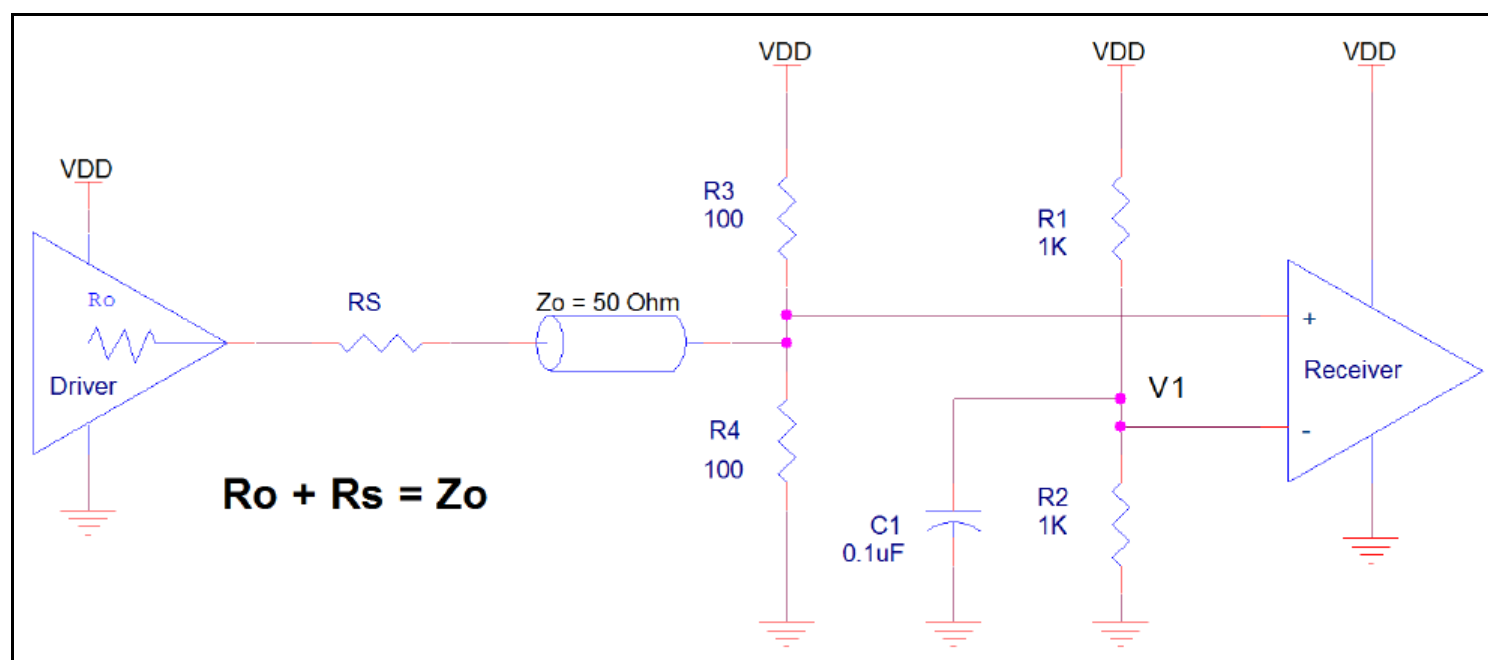 VDD
VDD
VDD
VDD
R3
100
R1
1K
Ro
RS
Zo = 50 Ohm
+
Receiver
Driver
V1
-
R4
100
Ro + Rs = Zo
R2
1K
C1
0.1uF